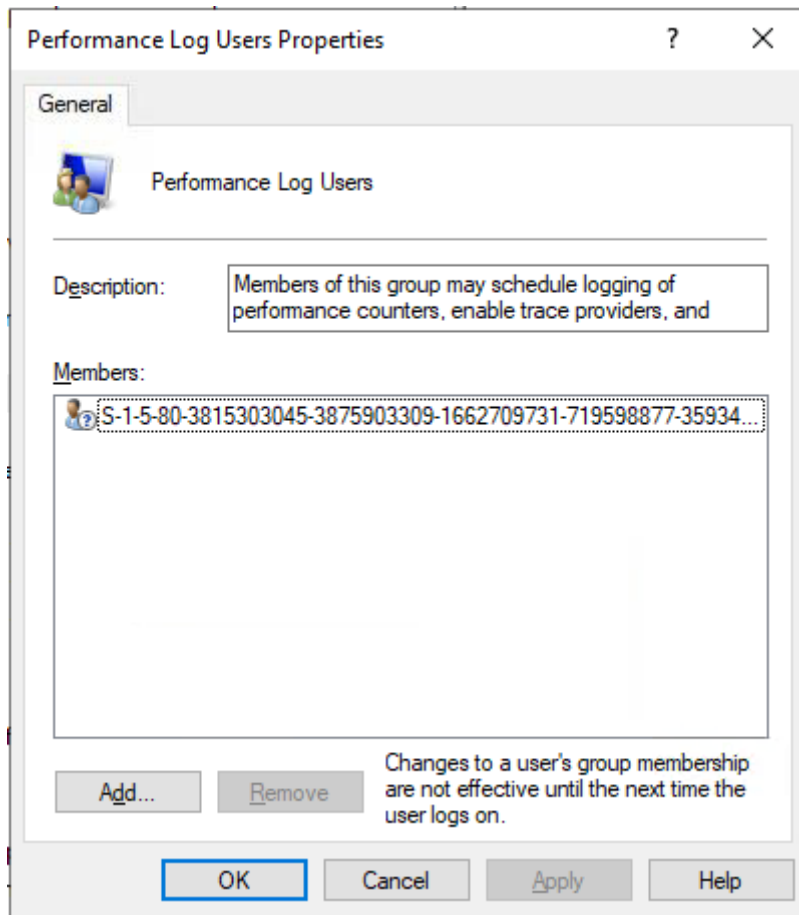 Performance Log Users Properties
?
General
Performance Log Users
Description:
Members of this group may schedule logging of
performance counters, enable trace providers, and
Members:
S-1-5-80-3815303045-3875903309-1662709731-719598877-35934...
Add...
Remove
Changes to a user's group membership
are not effective until the next time the
user logs on.
OK
Cancel
Apply
Help